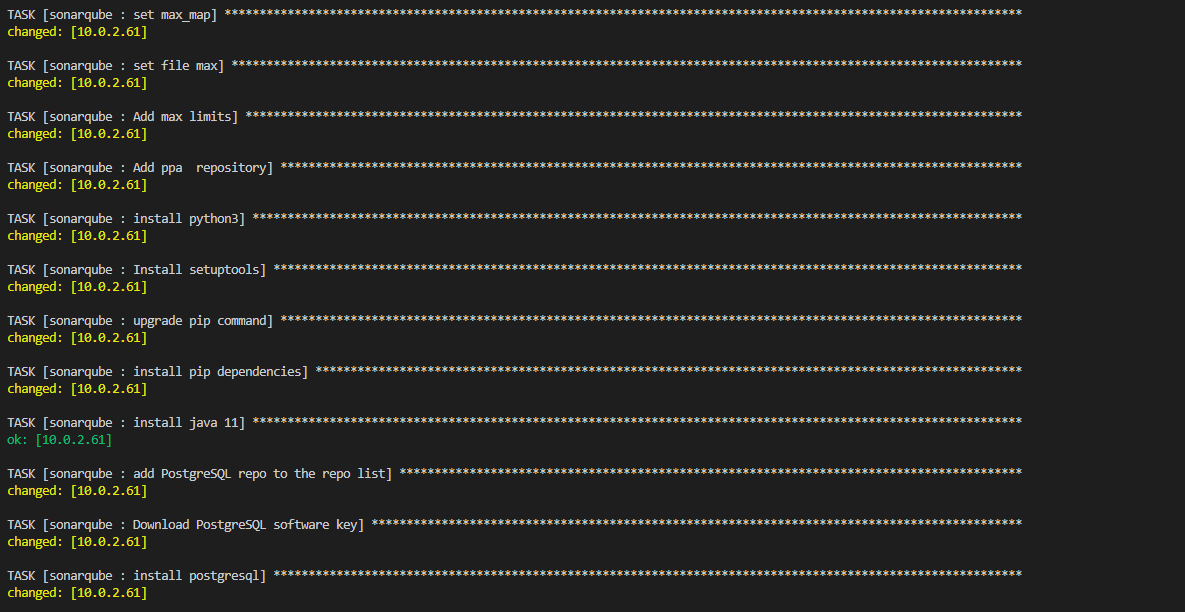 TASK [sonarqube : set max_map] ******************************************************************************************************************
changed: [10.0.2.61]
TASK [sonarqube : set file max] *****************************************************************************************************************
changed: [10.0.2.61]
TASK [sonarqube : Add max limits] ***************************************************************************************************************
changed: [10.0.2.61]
TASK [sonarqube : Add ppa  repository] **********************************************************************************************************
changed: [10.0.2.61]
TASK [sonarqube : install python3] **************************************************************************************************************
changed: [10.0.2.61]
TASK [sonarqube : Install setuptools] ***********************************************************************************************************
changed: [10.0.2.61]
TASK [sonarqube : upgrade pip command] **********************************************************************************************************
changed: [10.0.2.61]
TASK [sonarqube : install pip dependencies] *****************************************************************************************************
changed: [10.0.2.61]
TASK [sonarqube : install java 11] **************************************************************************************************************
ok: [10.0.2.61]
TASK [sonarqube : add PostgreSQL repo to the repo list] *****************************************************************************************
changed: [10.0.2.61]
TASK [sonarqube : Download PostgreSQL software key] *********************************************************************************************
changed: [10.0.2.61]
TASK [sonarqube : install postgresql] ***********************************************************************************************************
changed: [10.0.2.61]